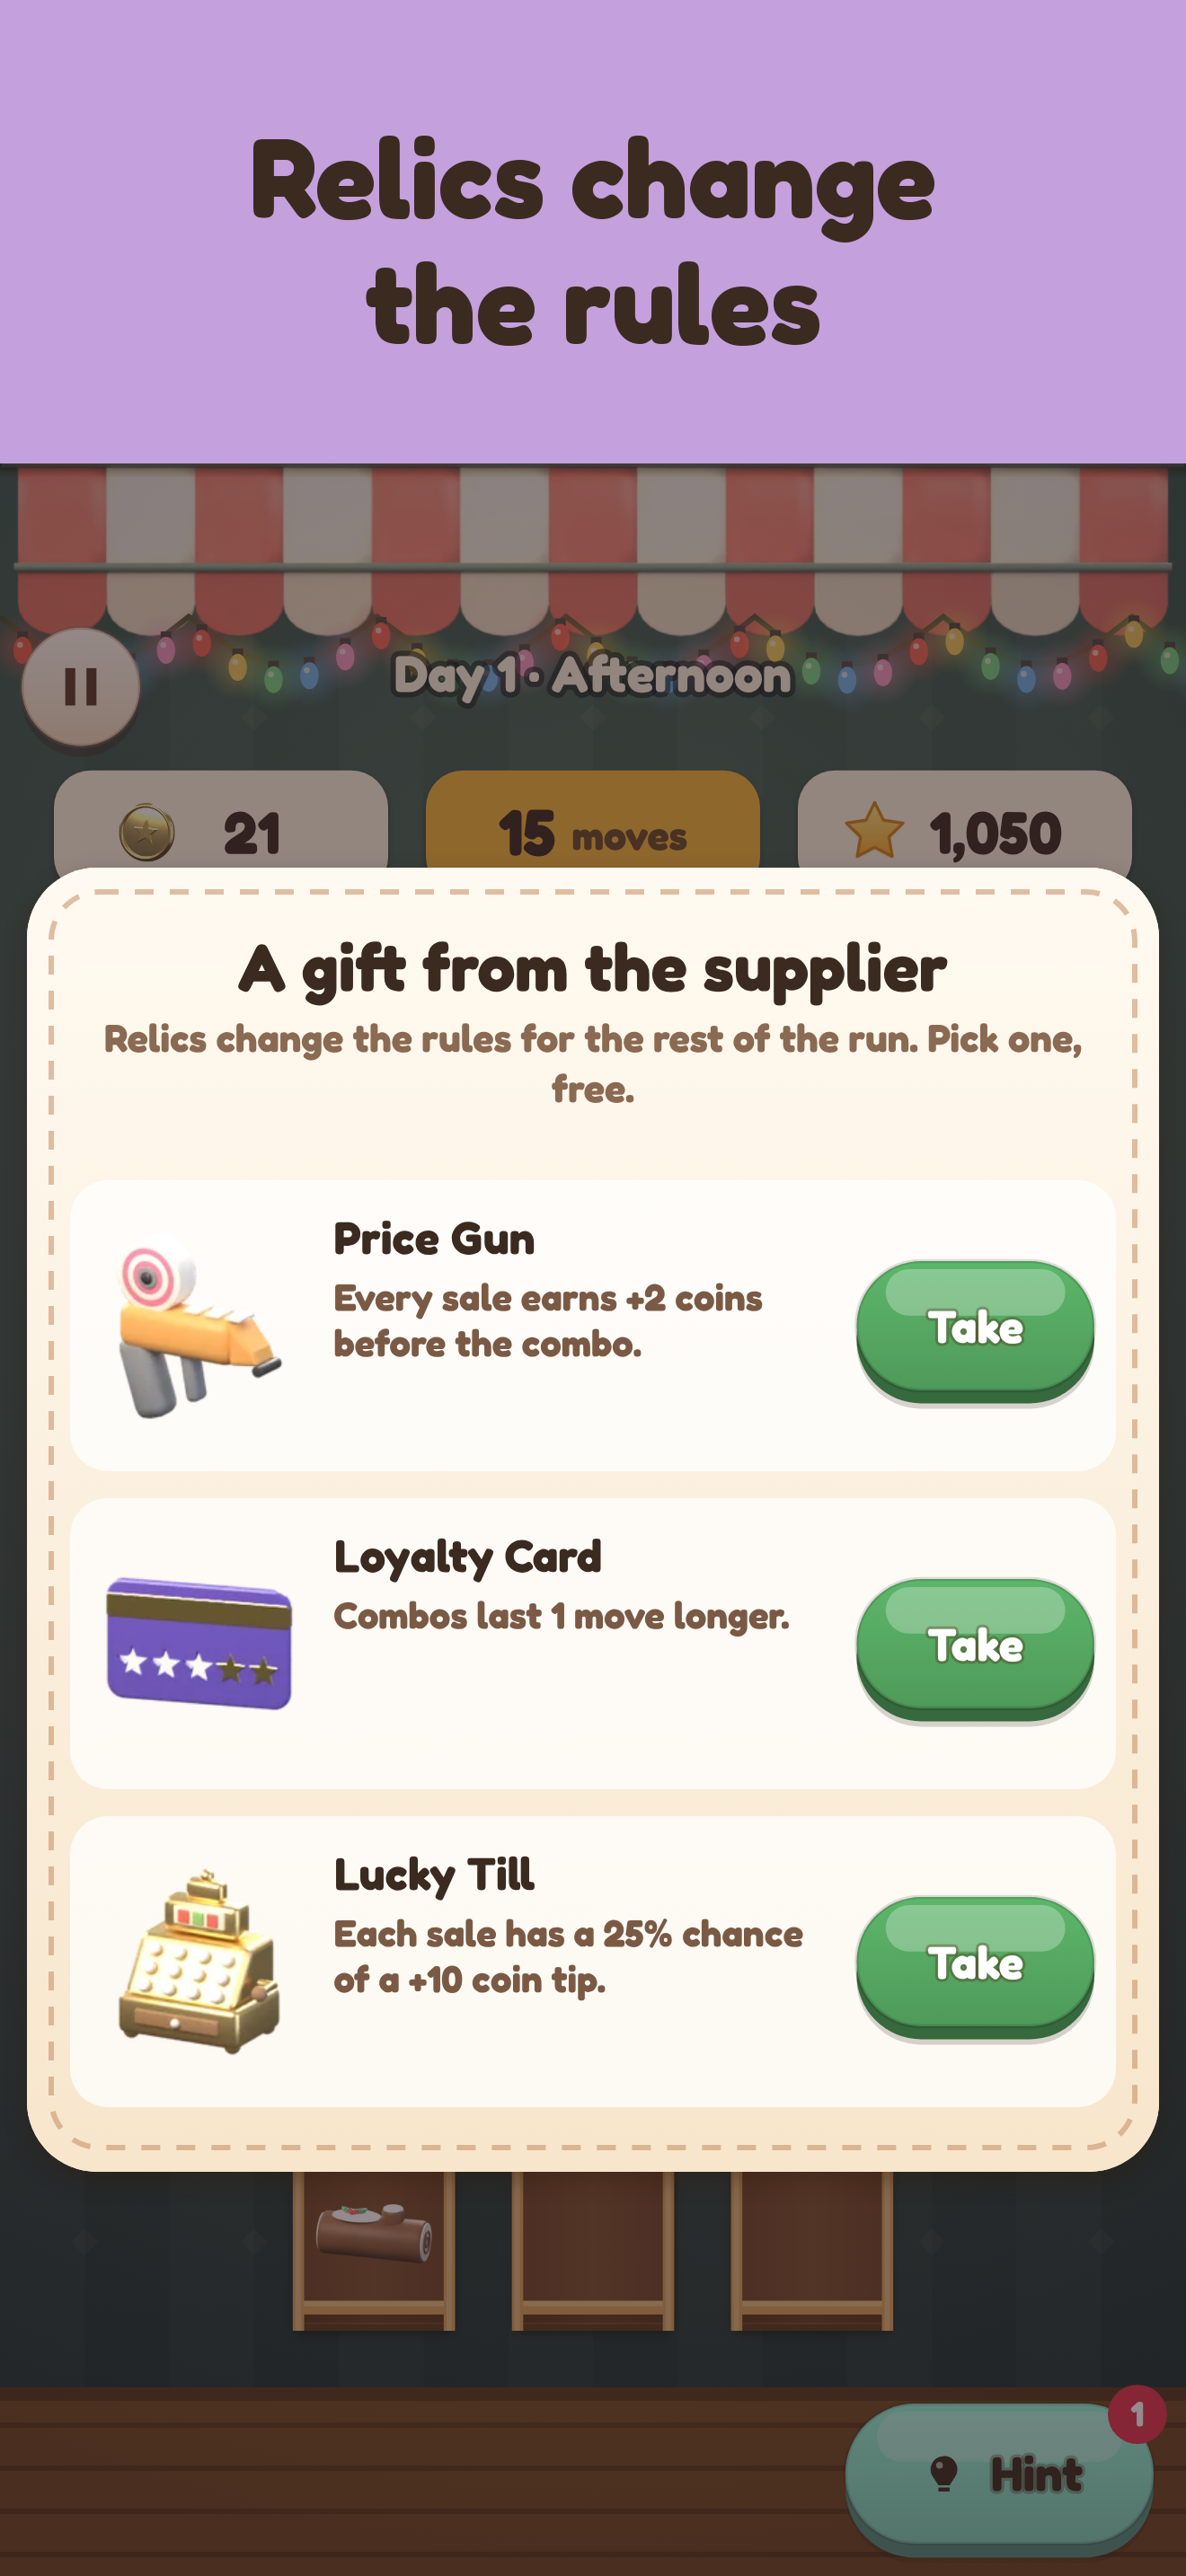 Relics change
the rules
Day 1 · Afternoon
21
15 moves
1,050
A gift from the supplier
Relics change the rules for the rest of the run. Pick one,
free.
Price Gun
Every sale earns +2 coins
before the combo.
Take
Loyalty Card
Combos last 1 move longer.
Take
Lucky Till
Each sale has a 25% chance
of a +10 coin tip.
Take
1
Hint